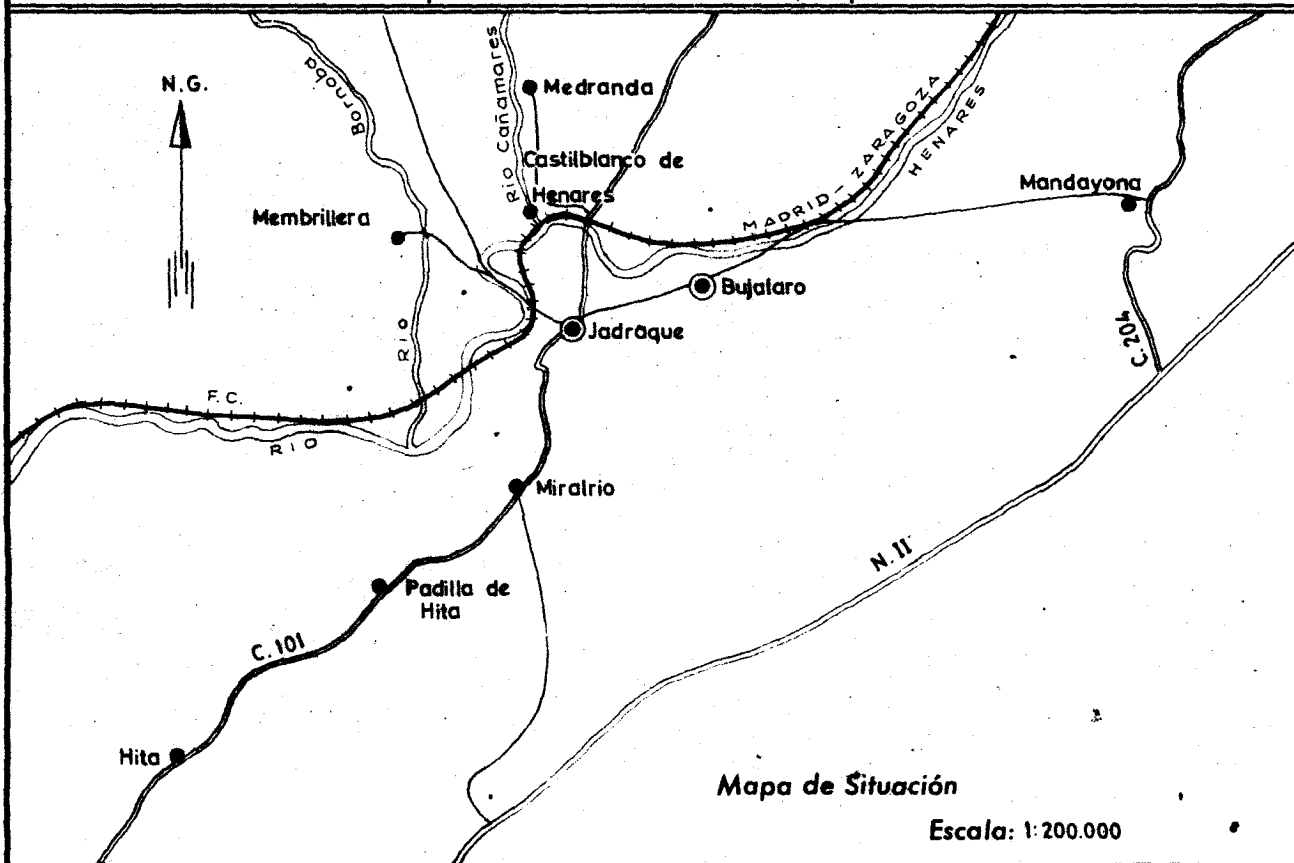 N.G.
Bornoba
Rio Cañamares
Medranda
Castilblanco de
Henares
MADRID - ZARAGOZA
HENARES
Mandayona
Membrillera
Bujalaro
Jadraque
RIO
C. 204
F.C.
RIO
Miralrio
N. II
Padilla de
Hita
C. 101
Hita
Mapa de Situación
Escala: 1:200.000